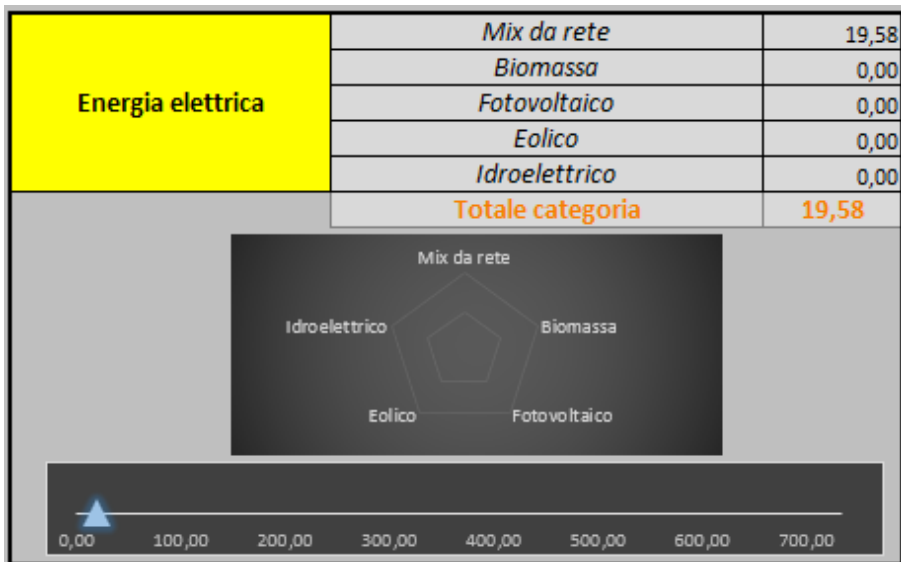 Energia elettrica
Mix da rete 19,58
Biomassa 0,00
Fotovoltaico 0,00
Eolico 0,00
Idroelettrico 0,00
Totale categoria 19,58
Mix da rete
Idroelettrico Biomassa
Eolico Fotovoltaico
0,00 100,00 200,00 300,00 400,00 500,00 600,00 700,00